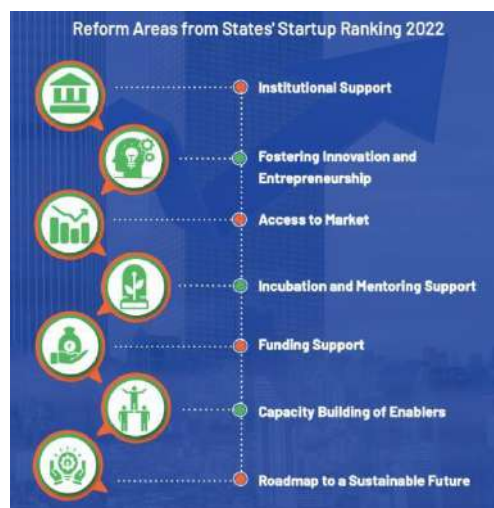 Reform Areas from States' Startup Ranking 2022
Institutional Support
Fostering Innovation and
Entrepreneurship
Access to Market
Incubation and Mentoring Support
Funding Support
Capacity Building of Enablers
Roadmap to a Sustainable Future